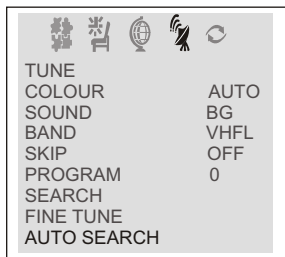 TUNE
COLOUR AUTO
SOUND BG
BAND VHFL
SKIP OFF
PROGRAM 0
SEARCH
FINE TUNE
AUTO SEARCH